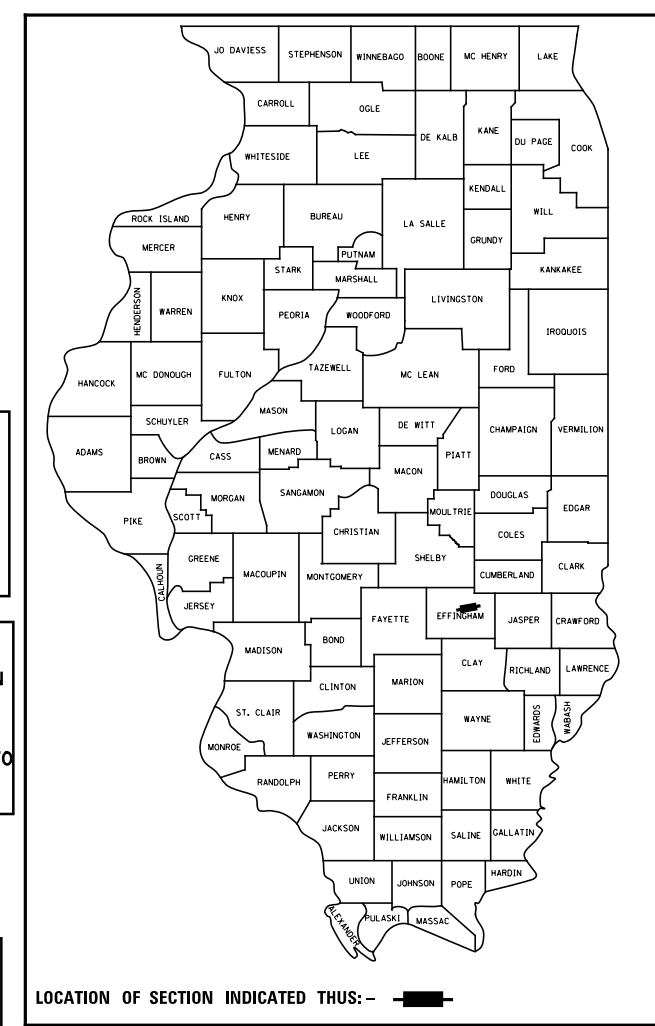 JO DAVIESS STEPHENSON WINNEBAGO BOONE MC HENRY LAKE
CARROLL OGLE
DE KALB KANE DU PAGE COOK
WHITESIDE LEE
KENDALL
ROCK ISLAND HENRY BUREAU LA SALLE WILL
MERCER PUTNAM GRUNDY
STARK MARSHALL KANKAKEE
HENDERSON WARREN KNOX PEORIA WOODFORD LIVINGSTON
IROQUOIS
HANCOCK MC DONOUGH FULTON TAZEWELL MC LEAN FORD
MASON
SCHUYLER LOGAN DE WITT CHAMPAIGN VERMILION
ADAMS BROWN CASS MENARD PIATT
MACON
MORGAN SANGAMON DOUGLAS
PIKE SCOTT MOULTRIE EDGAR
CHRISTIAN COLES
GREENE SHELBY
CALHOUN MACOUPIN MONTGOMERY CUMBERLAND CLARK
JERSEY FAYETTE EFFINGHAM JASPER CRAWFORD
MADISON BOND
CLAY RICHLAND LAWRENCE
CLINTON MARION
ST. CLAIR WAYNE EDWARDS WABASH
MONROE WASHINGTON JEFFERSON
RANDOLPH PERRY HAMILTON WHITE
FRANKLIN
JACKSON WILLIAMSON SALINE GALLATIN
UNION JOHNSON POPE HARDIN
ALEXANDER PULASKI MASSAC
LOCATION OF SECTION INDICATED THUS: –